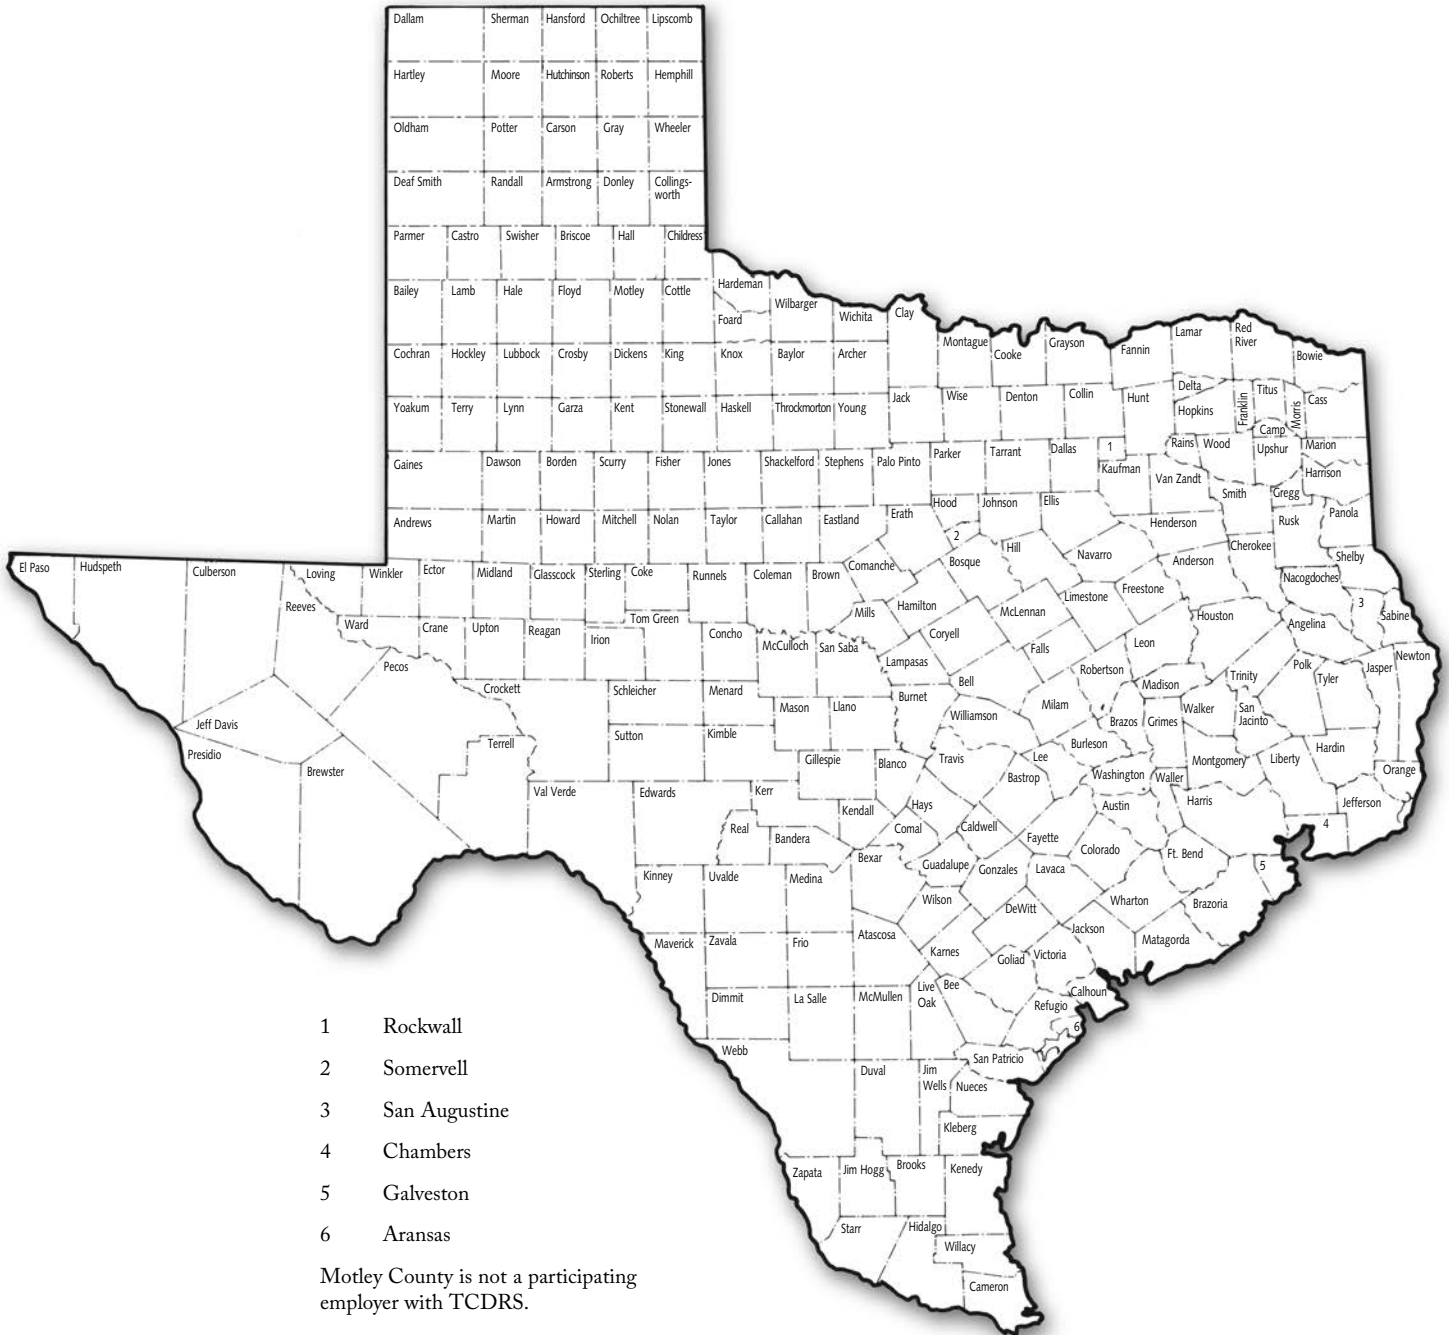 Dallam Sherman Hansford Ochiltree Lipscomb
Hartley Moore Hutchinson Roberts Hemphill
Oldham Potter Carson Gray Wheeler
Deaf Smith Randall Armstrong Donley Collings-
worth
Parmer Castro Swisher Briscoe Hall Childress
Bailey Lamb Hale Floyd Motley Cottle
Hardeman
Foard
Wilbarger
Wichita
Clay
Cochran Hockley Lubbock Crosby Dickens King Knox Baylor Archer
Montague
Cooke
Grayson
Fannin
Lamar
Red
River
Bowie
Yoakum Terry Lynn Garza Kent Stonewall Haskell Throckmorton Young
Jack Wise Denton Collin Hunt
Delta
Hopkins
Franklin
Titus
Camp
Morris
Cass
Gaines Dawson Borden Scurry Fisher Jones Shackelford Stephens Palo Pinto
Parker Tarrant Dallas 1
Kaufman
Rains Wood
Van Zandt
Upshur
Marion
Harrison
Andrews Martin Howard Mitchell Nolan Taylor Callahan Eastland Erath
Hood Johnson Ellis
2
Henderson
Smith
Gregg
Rusk
Panola
El Paso Hudspeth Culberson
Loving
Reeves
Winkler Ector Midland Glasscock Sterling Coke Runnels Coleman Brown
Comanche
Bosque
Hill
Navarro
Anderson
Cherokee
Shelby
Nacogdoches
Ward Crane Upton Reagan Irion
Tom Green
Concho
McCulloch San Saba
Mills
Hamilton
Coryell
McLennan
Limestone
Freestone
Houston
Angelina
3
Sabine
Newton
Pecos
Crockett
Schleicher Menard
Mason Llano
Lampasas
Burnet
Bell
Falls
Robertson
Leon
Madison
Trinity
Polk
Tyler
Jasper
Jeff Davis
Presidio
Brewster
Terrell
Sutton Kimble
Gillespie
Blanco
Williamson
Milam
Brazos
Grimes
Walker
San
Jacinto
Travis
Lee
Burleson
Bastrop
Washington
Waller
Montgomery
Liberty
Hardin
Orange
Val Verde Edwards
Kerr
Real
Bandera
Kendall
Hays
Comal
Caldwell
Fayette
Austin
Harris
Jefferson
4
Kinney Uvalde Medina
Bexar
Guadalupe
Gonzales
Lavaca
Colorado
Ft. Bend
5
Wilson
DeWitt
Wharton
Brazoria
Maverick Zavala Frio Atascosa
Karnes
Goliad
Victoria
Jackson
Matagorda
Dimmit La Salle McMullen
Live
Oak
Bee
Refugio
Calhoun
6
Webb
Duval
Jim
Wells
San Patricio
Nueces
Kleberg
Zapata Jim Hogg Brooks Kenedy
Starr Hidalgo
Willacy
Cameron
1 Rockwall
2 Somervell
3 San Augustine
4 Chambers
5 Galveston
6 Aransas
Motley County is not a participating
employer with TCDRS.